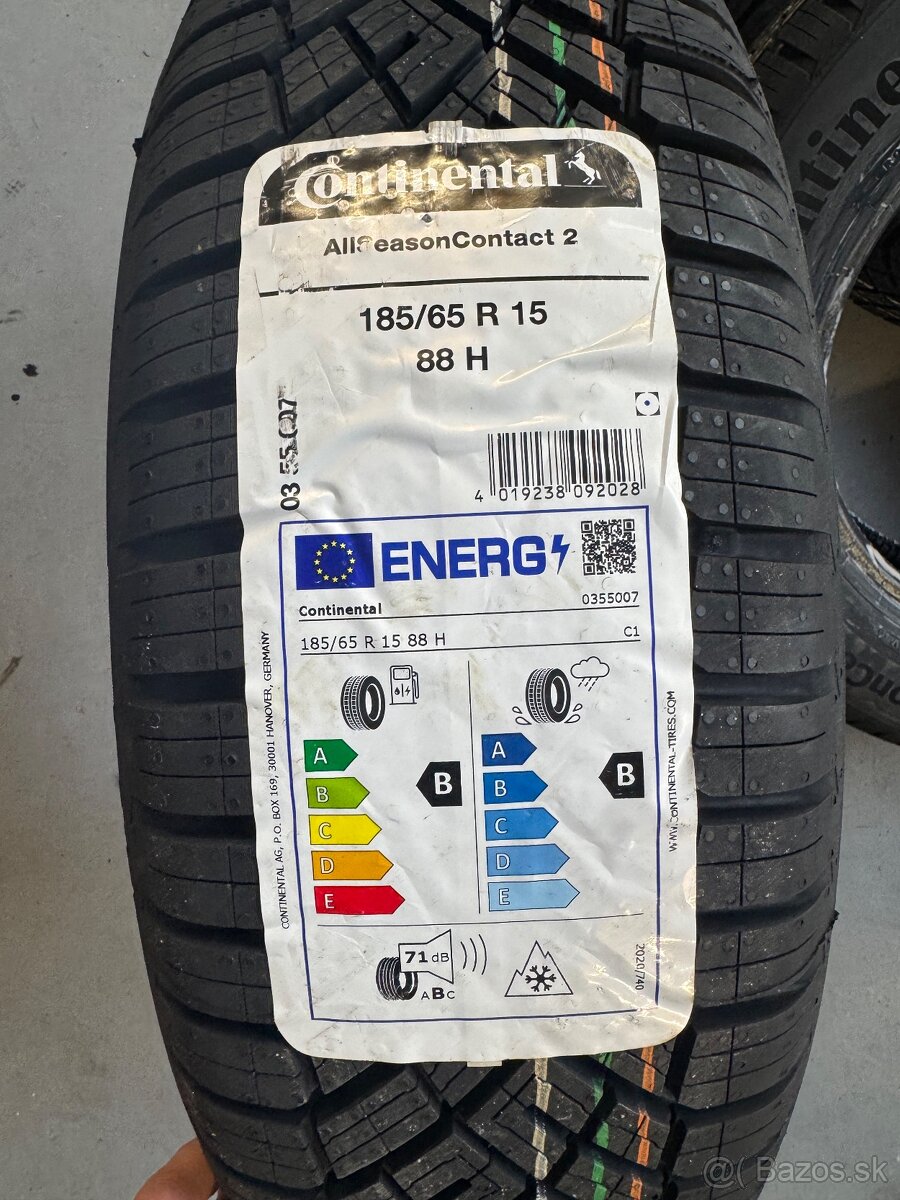 Continental
AllSeasonContact 2
185/65 R 15
88 H
03 55 007
4 019238 092028
ENERG
Continental
0355007
185/65 R 15 88 H
C1
A
B
C
D
E
B
A
B
C
D
E
B
71 dB
ABC
2020/740
CONTINENTAL AG, P.O. BOX 169, 30001 HANOVER, GERMANY
WWW.CONTINENTAL-TIRES.COM
@( Bazos.sk